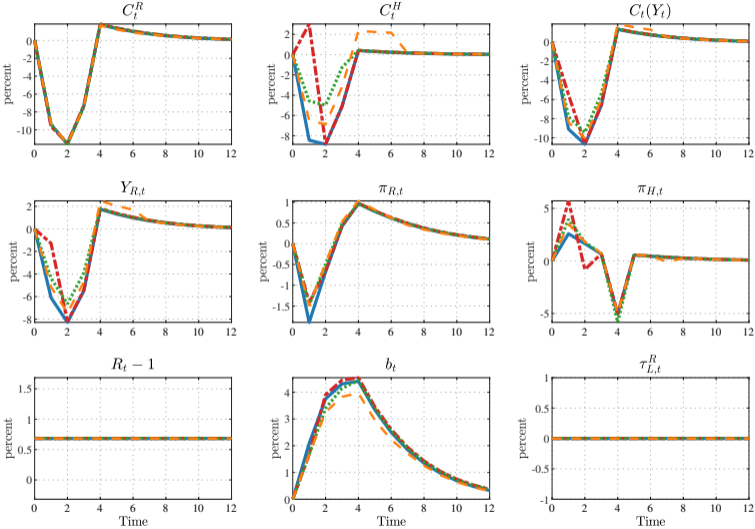 C_t^R C_t^H C_t(Y_t)
percent 0 -2 -4 -6 -8 -10 0 2 4 6 8 10 12
percent 2 0 -2 -4 -6 -8 0 2 4 6 8 10 12
percent 0 -2 -4 -6 -8 -10 0 2 4 6 8 10 12
Y_{R,t} π_{R,t} π_{H,t}
percent 2 0 -2 -4 -6 -8 0 2 4 6 8 10 12
percent 1 0.5 0 -0.5 -1 -1.5 0 2 4 6 8 10 12
percent 5 0 -5 0 2 4 6 8 10 12
R_t − 1 b_t τ_{L,t}^R
percent 1.5 1 0.5 0 0 2 4 6 8 10 12
percent 4 3 2 1 0 0 2 4 6 8 10 12
percent 1 0.5 0 -0.5 -1 0 2 4 6 8 10 12
Time Time Time